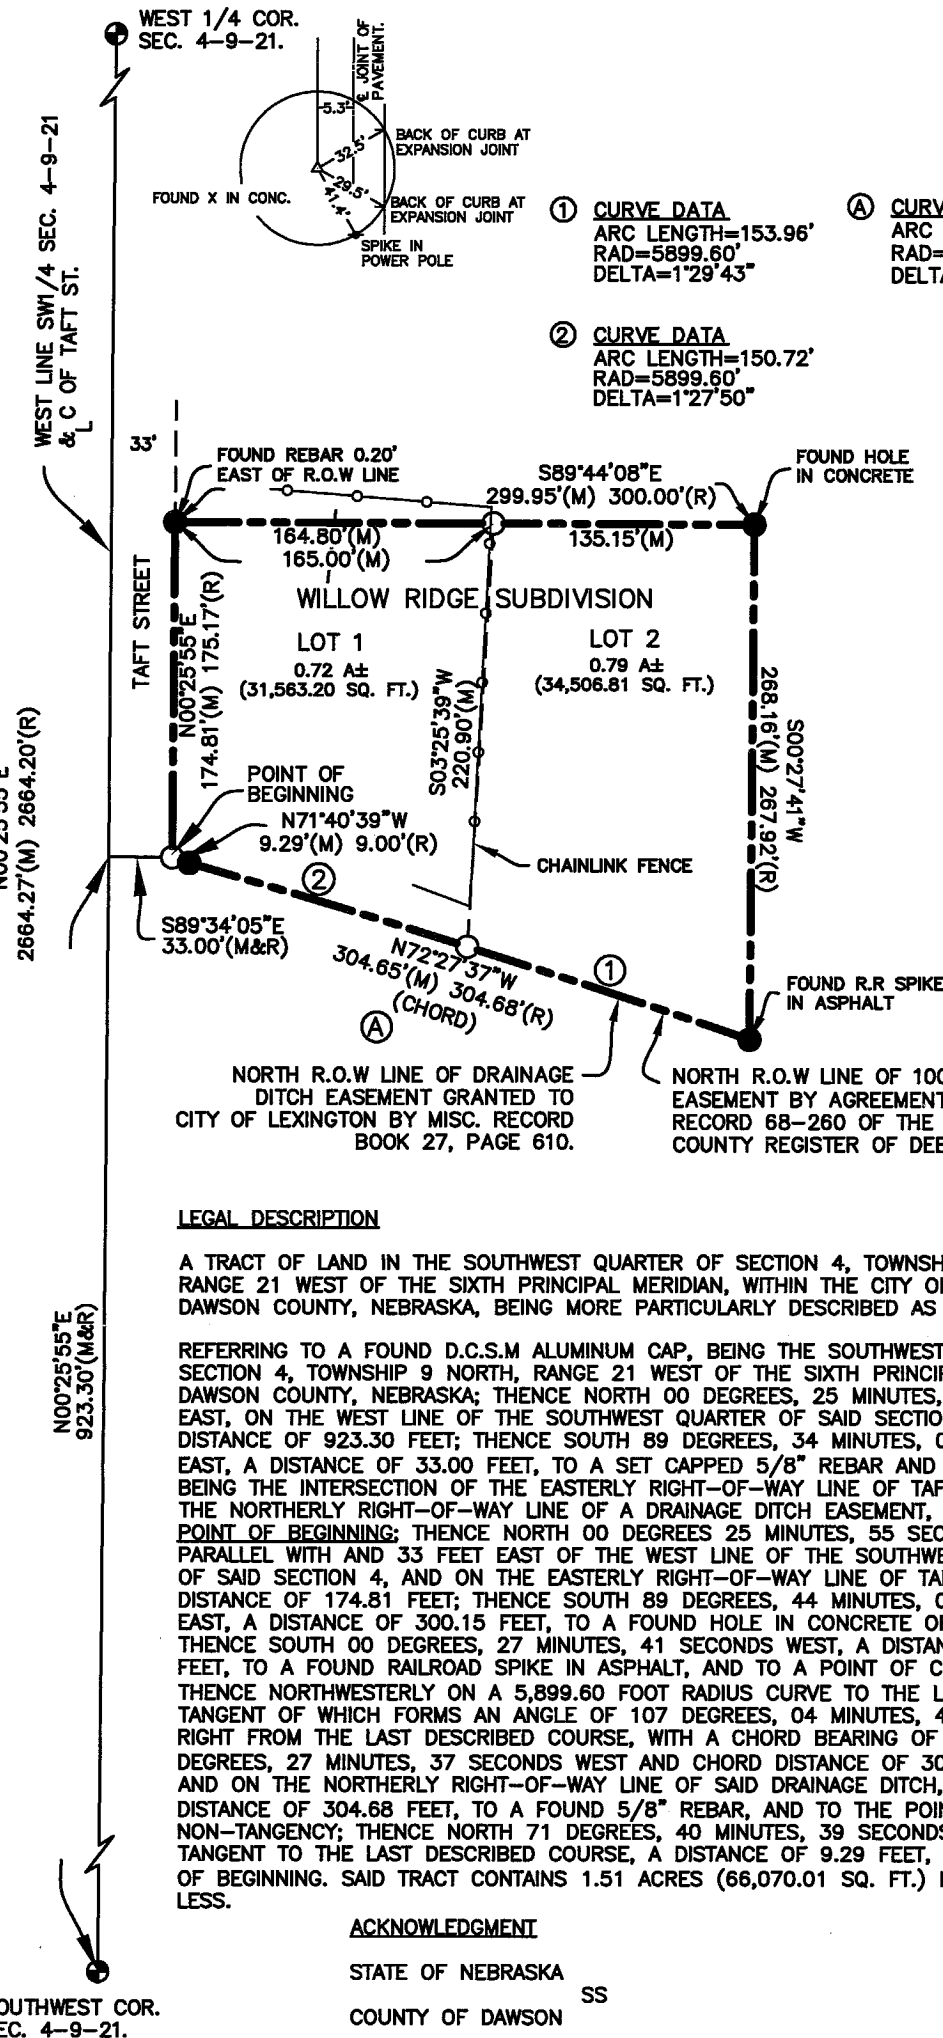 WEST 1/4 COR.
SEC. 4-9-21.
WEST LINE SW1/4 SEC. 4-9-21
& C OF TAFT ST.
L
℄ JOINT OF
PAVEMENT.
5.3'
32.5'
29.5'
41.4'
BACK OF CURB AT
EXPANSION JOINT
FOUND X IN CONC.
BACK OF CURB AT
EXPANSION JOINT
SPIKE IN
POWER POLE
1 CURVE DATA
ARC LENGTH=153.96'
RAD=5899.60'
DELTA=1°29'43"
A CURV
ARC
RAD=
DELTA
2 CURVE DATA
ARC LENGTH=150.72'
RAD=5899.60'
DELTA=1°27'50"
33'
FOUND REBAR 0.20'
EAST OF R.O.W LINE
S89°44'08"E
299.95'(M) 300.00'(R)
FOUND HOLE
IN CONCRETE
164.80'(M)
165.00'(M)
135.15'(M)
TAFT STREET
N00°25'55"E
174.81'(M) 175.17'(R)
WILLOW RIDGE SUBDIVISION
LOT 1
0.72 A±
(31,563.20 SQ. FT.)
LOT 2
0.79 A±
(34,506.81 SQ. FT.)
S03°25'39"W
220.90'(M)
S00°27'41"W
268.16'(M) 267.92'(R)
N00°25'55"E
2664.27'(M) 2664.20'(R)
POINT OF
BEGINNING
N71°40'39"W
9.29'(M) 9.00'(R)
2
CHAINLINK FENCE
S89°34'05"E
33.00'(M&R)
N72°27'37"W
304.65'(M) 304.68'(R)
(CHORD)
A
1
FOUND R.R SPIKE
IN ASPHALT
NORTH R.O.W LINE OF DRAINAGE
DITCH EASEMENT GRANTED TO
CITY OF LEXINGTON BY MISC. RECORD
BOOK 27, PAGE 610.
NORTH R.O.W LINE OF 100
EASEMENT BY AGREEMENT
RECORD 68-260 OF THE
COUNTY REGISTER OF DEE
N00°25'55"E
923.30'(M&R)
LEGAL DESCRIPTION
A TRACT OF LAND IN THE SOUTHWEST QUARTER OF SECTION 4, TOWNSH
RANGE 21 WEST OF THE SIXTH PRINCIPAL MERIDIAN, WITHIN THE CITY O
DAWSON COUNTY, NEBRASKA, BEING MORE PARTICULARLY DESCRIBED AS
REFERRING TO A FOUND D.C.S.M ALUMINUM CAP, BEING THE SOUTHWEST
SECTION 4, TOWNSHIP 9 NORTH, RANGE 21 WEST OF THE SIXTH PRINCI
DAWSON COUNTY, NEBRASKA; THENCE NORTH 00 DEGREES, 25 MINUTES,
EAST, ON THE WEST LINE OF THE SOUTHWEST QUARTER OF SAID SECTIO
DISTANCE OF 923.30 FEET; THENCE SOUTH 89 DEGREES, 34 MINUTES, 0
EAST, A DISTANCE OF 33.00 FEET, TO A SET CAPPED 5/8" REBAR AND
BEING THE INTERSECTION OF THE EASTERLY RIGHT-OF-WAY LINE OF TAF
THE NORTHERLY RIGHT-OF-WAY LINE OF A DRAINAGE DITCH EASEMENT,
POINT OF BEGINNING; THENCE NORTH 00 DEGREES 25 MINUTES, 55 SEC
PARALLEL WITH AND 33 FEET EAST OF THE WEST LINE OF THE SOUTHWE
OF SAID SECTION 4, AND ON THE EASTERLY RIGHT-OF-WAY LINE OF TA
DISTANCE OF 174.81 FEET; THENCE SOUTH 89 DEGREES, 44 MINUTES, 0
EAST, A DISTANCE OF 300.15 FEET, TO A FOUND HOLE IN CONCRETE O
THENCE SOUTH 00 DEGREES, 27 MINUTES, 41 SECONDS WEST, A DISTAN
FEET, TO A FOUND RAILROAD SPIKE IN ASPHALT, AND TO A POINT OF C
THENCE NORTHWESTERLY ON A 5,899.60 FOOT RADIUS CURVE TO THE L
TANGENT OF WHICH FORMS AN ANGLE OF 107 DEGREES, 04 MINUTES, 4
RIGHT FROM THE LAST DESCRIBED COURSE, WITH A CHORD BEARING OF
DEGREES, 27 MINUTES, 37 SECONDS WEST AND CHORD DISTANCE OF 30
AND ON THE NORTHERLY RIGHT-OF-WAY LINE OF SAID DRAINAGE DITCH,
DISTANCE OF 304.68 FEET, TO A FOUND 5/8" REBAR, AND TO THE POI
NON-TANGENCY; THENCE NORTH 71 DEGREES, 40 MINUTES, 39 SECONDS
TANGENT TO THE LAST DESCRIBED COURSE, A DISTANCE OF 9.29 FEET,
OF BEGINNING. SAID TRACT CONTAINS 1.51 ACRES (66,070.01 SQ. FT.)
LESS.
ACKNOWLEDGMENT
STATE OF NEBRASKA
SS
COUNTY OF DAWSON
OUTHWEST COR.
EC. 4-9-21.